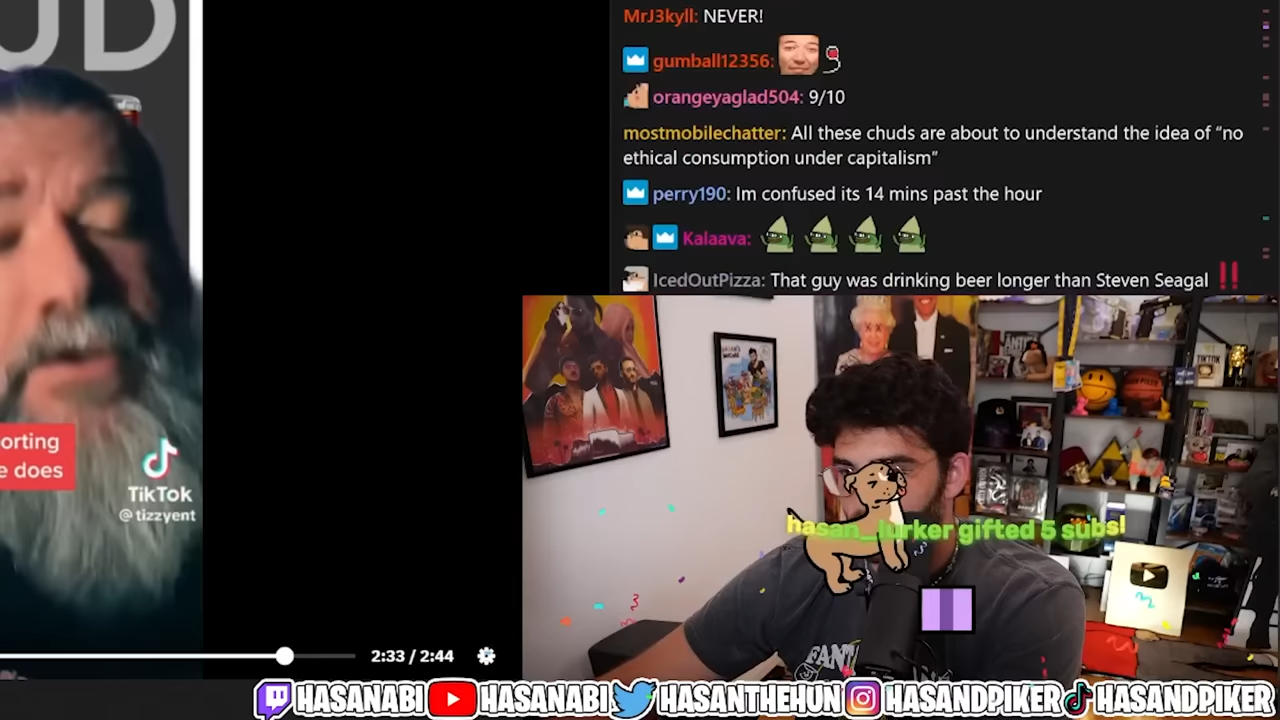 UD
MrJ3kyll: NEVER!
gumball12356:
orangeyaglad504: 9/10
mostmobilechatter: All these chuds are about to understand the idea of “no
ethical consumption under capitalism”
perry190: Im confused its 14 mins past the hour
Kalaava:
IcedOutPizza: That guy was drinking beer longer than Steven Seagal ‼
orting
e does
TikTok
@tizzyent
hasan_lurker gifted 5 subs!
TIKTOK
FANT
2:33 / 2:44
HASANABI HASANABI HASANTHEHUN HASANDPIKER HASANDPIKER